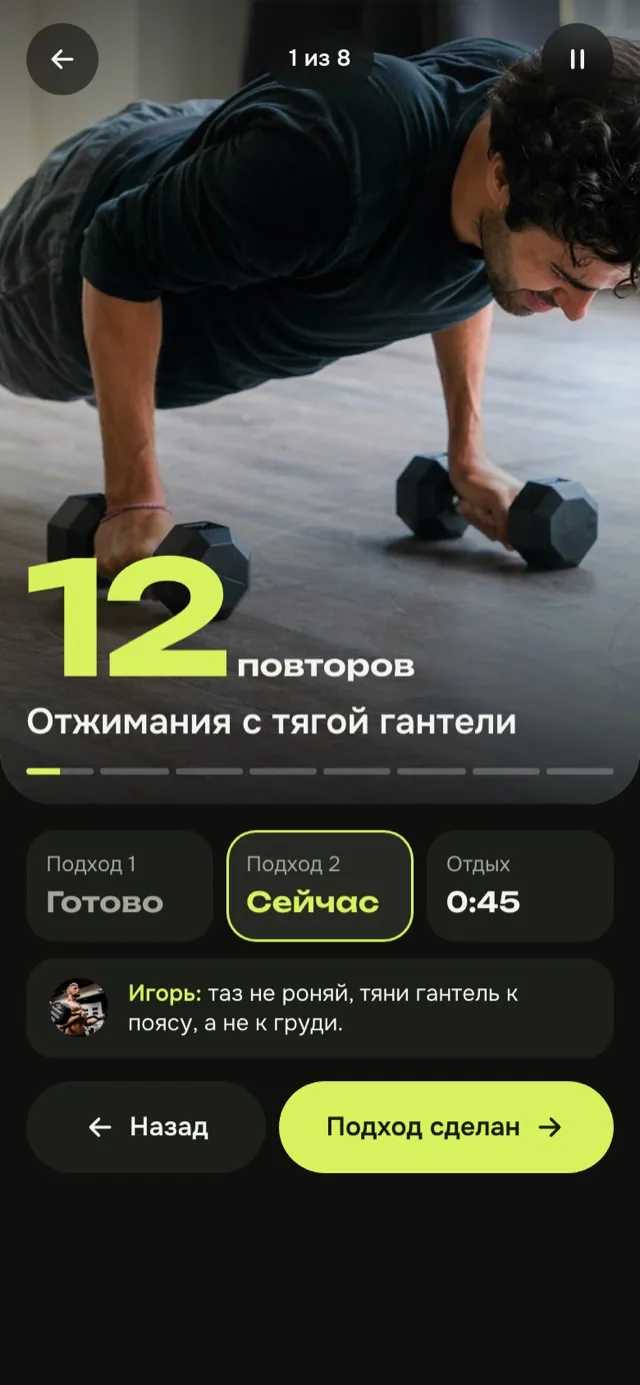 1 из 8
12 повторов
Отжимания с тягой гантели
Подход 1
Готово
Подход 2
Сейчас
Отдых
0:45
Игорь: таз не роняй, тяни гантель к
поясу, а не к груди.
Назад
Подход сделан